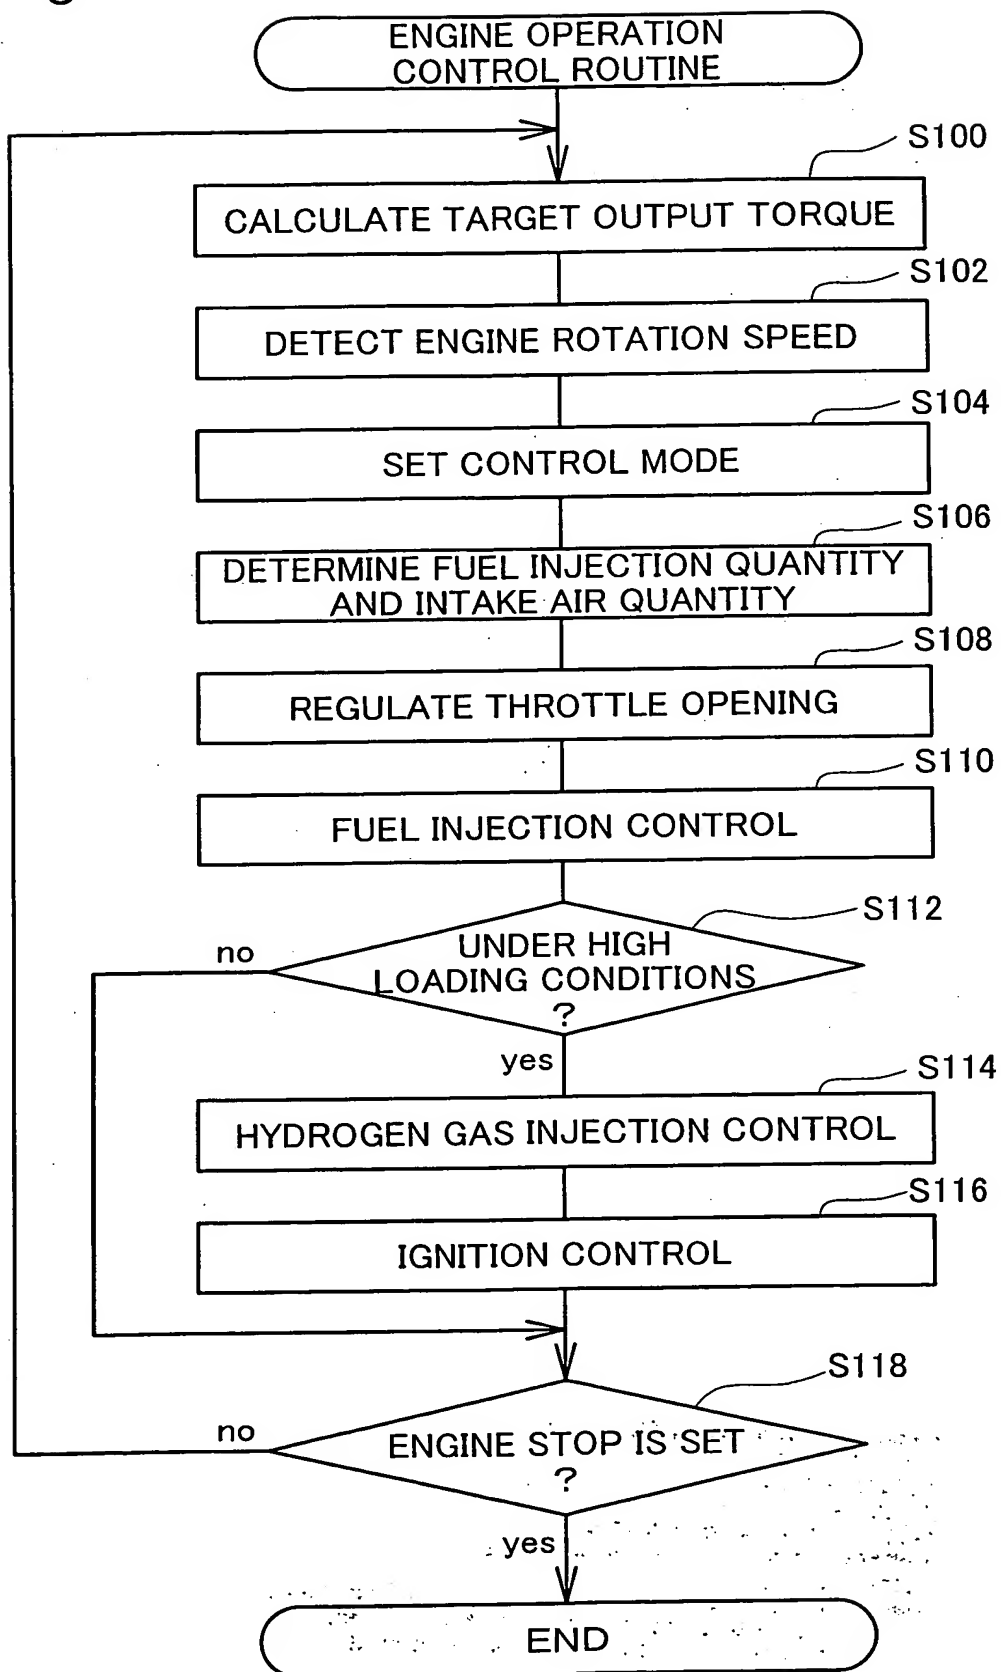 ENGINE OPERATION
CONTROL ROUTINE
S100
CALCULATE TARGET OUTPUT TORQUE
S102
DETECT ENGINE ROTATION SPEED
S104
SET CONTROL MODE
S106
DETERMINE FUEL INJECTION QUANTITY
AND INTAKE AIR QUANTITY
S108
REGULATE THROTTLE OPENING
S110
FUEL INJECTION CONTROL
S112
no
UNDER HIGH
LOADING CONDITIONS
?
yes
S114
HYDROGEN GAS INJECTION CONTROL
S116
IGNITION CONTROL
S118
no
ENGINE STOP IS SET
?
yes
END